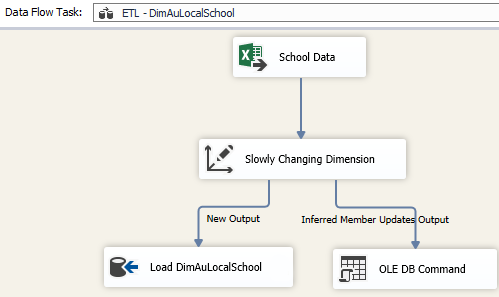 Data Flow Task: ETL - DimAuLocalSchool
School Data
Slowly Changing Dimension
New Output
Inferred Member Updates Output
Load DimAuLocalSchool
OLE DB Command